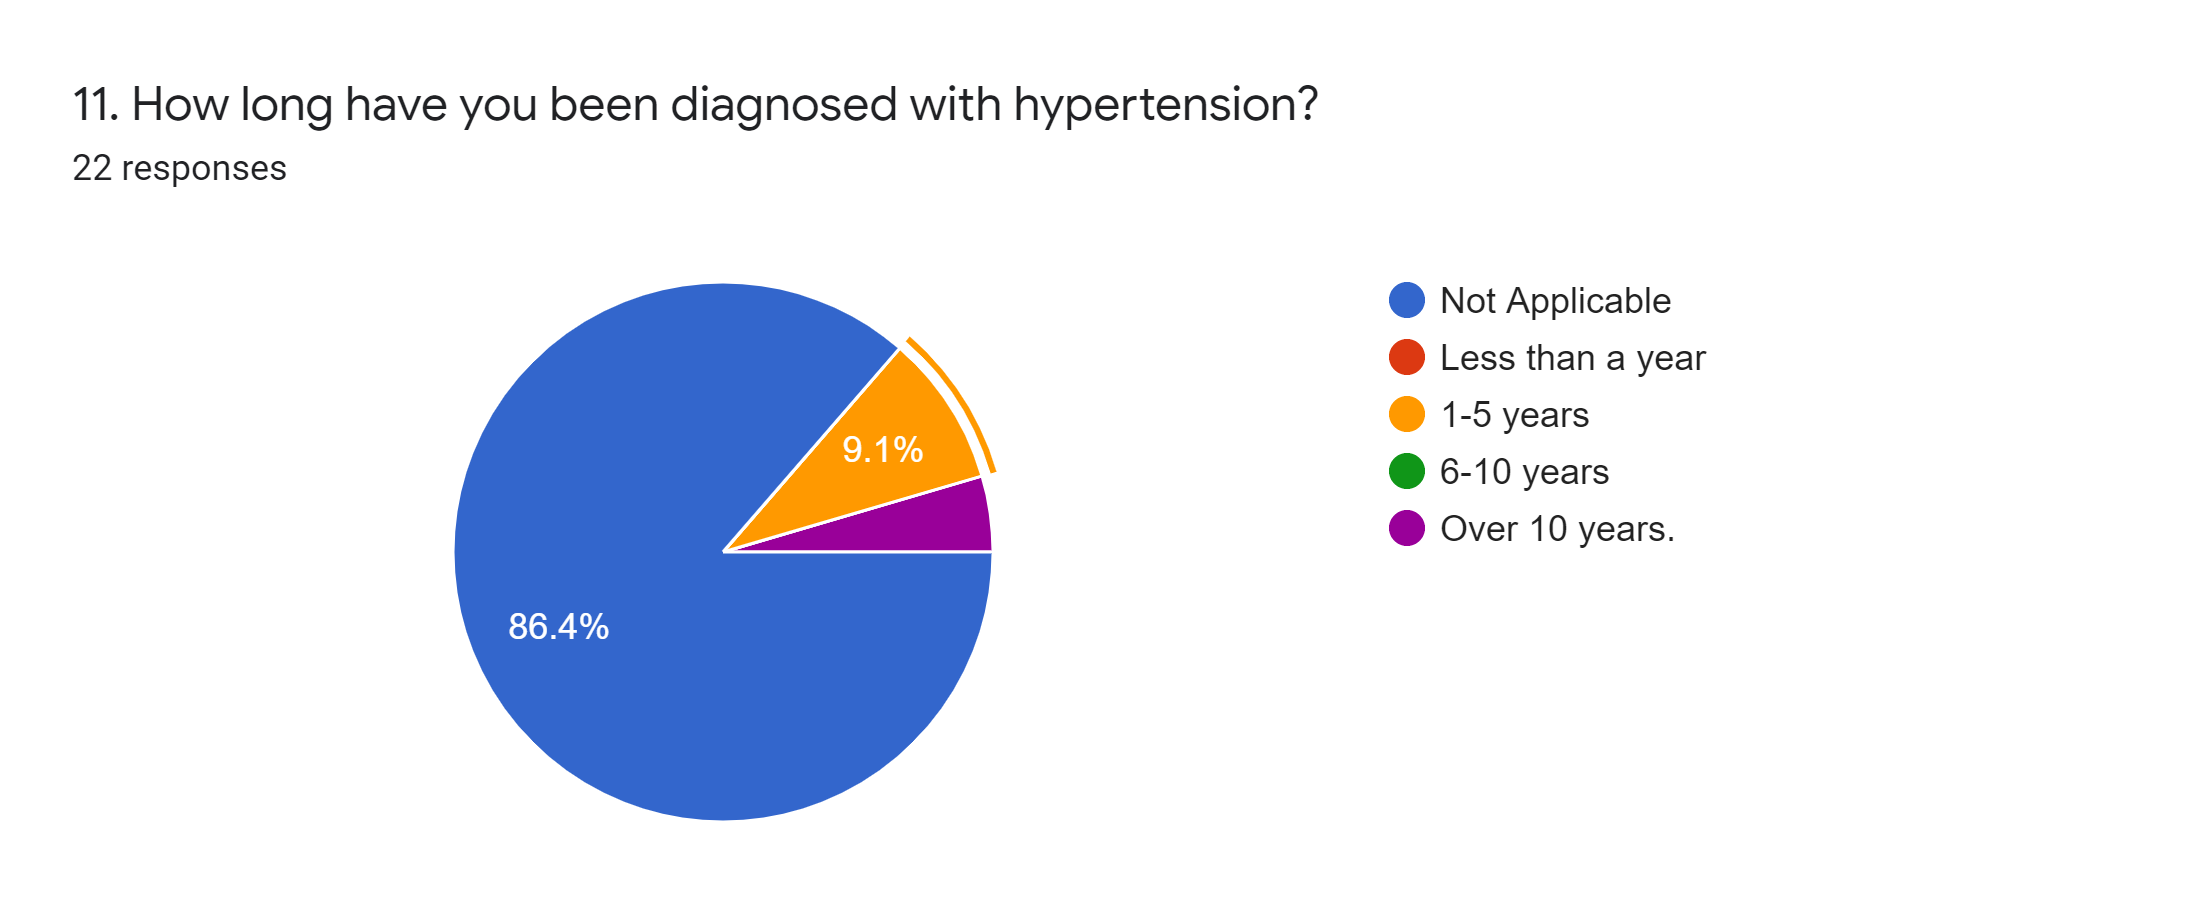 11. How long have you been diagnosed with hypertension?
22 responses
9.1%
86.4%
Not Applicable
Less than a year
1-5 years
6-10 years
Over 10 years.